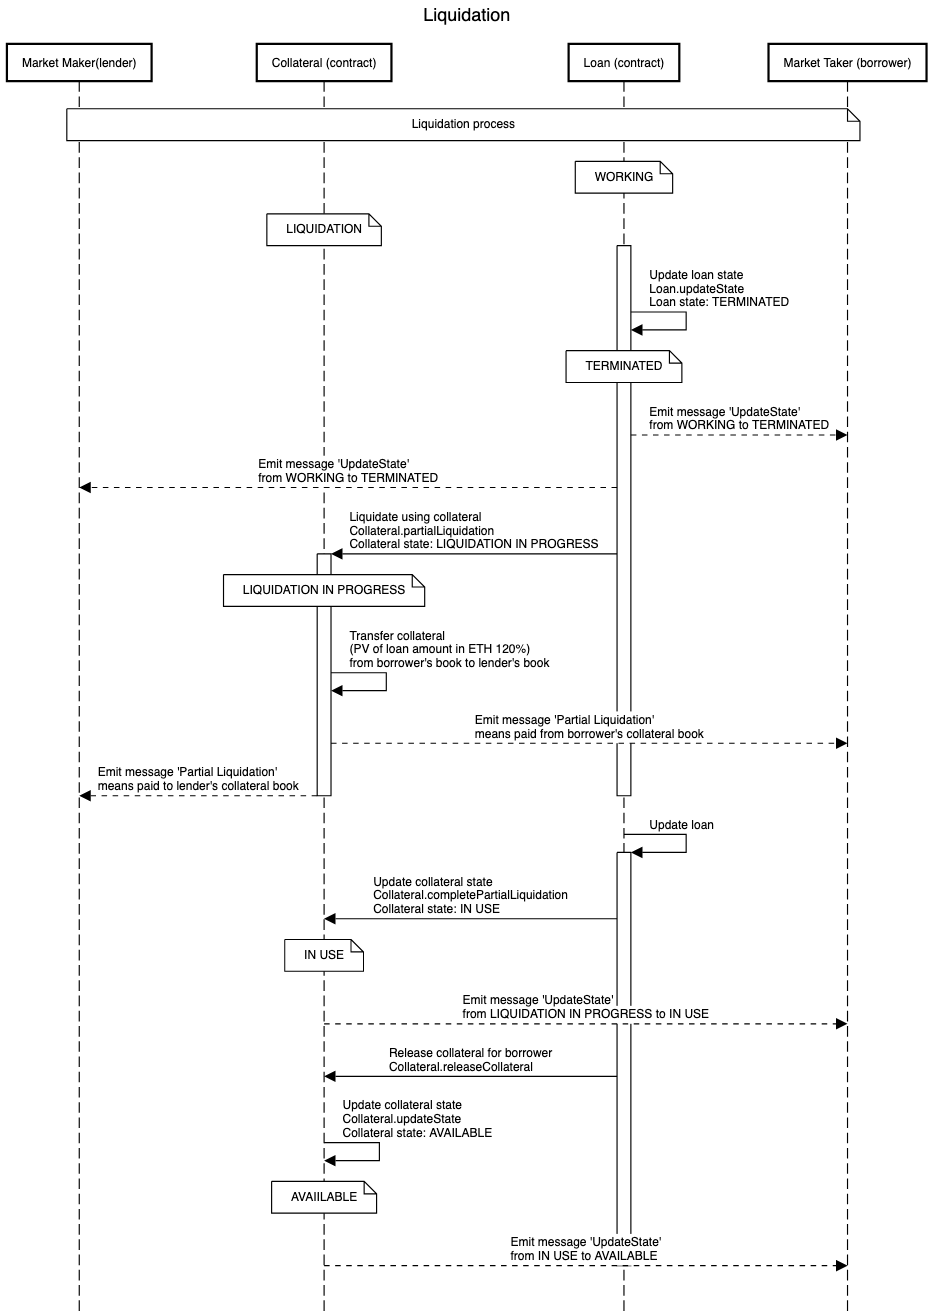 Liquidation
Market Maker(lender)
Collateral (contract)
Loan (contract)
Market Taker (borrower)
Liquidation process
WORKING
LIQUIDATION
Update loan state
Loan.updateState
Loan state: TERMINATED
TERMINATED
Emit message 'UpdateState'
from WORKING to TERMINATED
Emit message 'UpdateState'
from WORKING to TERMINATED
Liquidate using collateral
Collateral.partialLiquidation
Collateral state: LIQUIDATION IN PROGRESS
LIQUIDATION IN PROGRESS
Transfer collateral
(PV of loan amount in ETH 120%)
from borrower's book to lender's book
Emit message 'Partial Liquidation'
means paid from borrower's collateral book
Emit message 'Partial Liquidation'
means paid to lender's collateral book
Update loan
Update collateral state
Collateral.completePartialLiquidation
Collateral state: IN USE
IN USE
Emit message 'UpdateState'
from LIQUIDATION IN PROGRESS to IN USE
Release collateral for borrower
Collateral.releaseCollateral
Update collateral state
Collateral.updateState
Collateral state: AVAILABLE
AVAIILABLE
Emit message 'UpdateState'
from IN USE to AVAILABLE